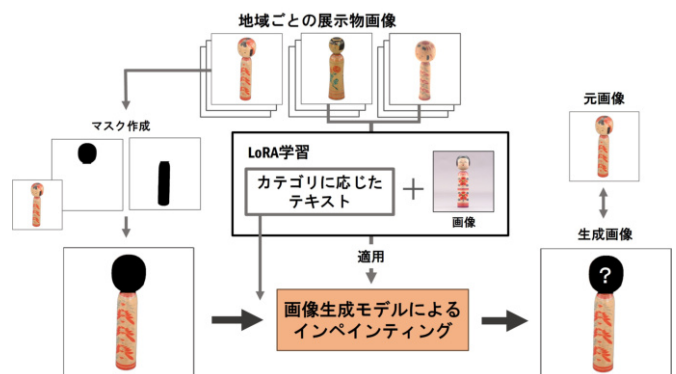 地域ごとの展示物画像
元画像
マスク作成
LoRA学習
カテゴリに応じた
テキスト
+
画像
生成画像
適用
?
画像生成モデルによる
インペインティング